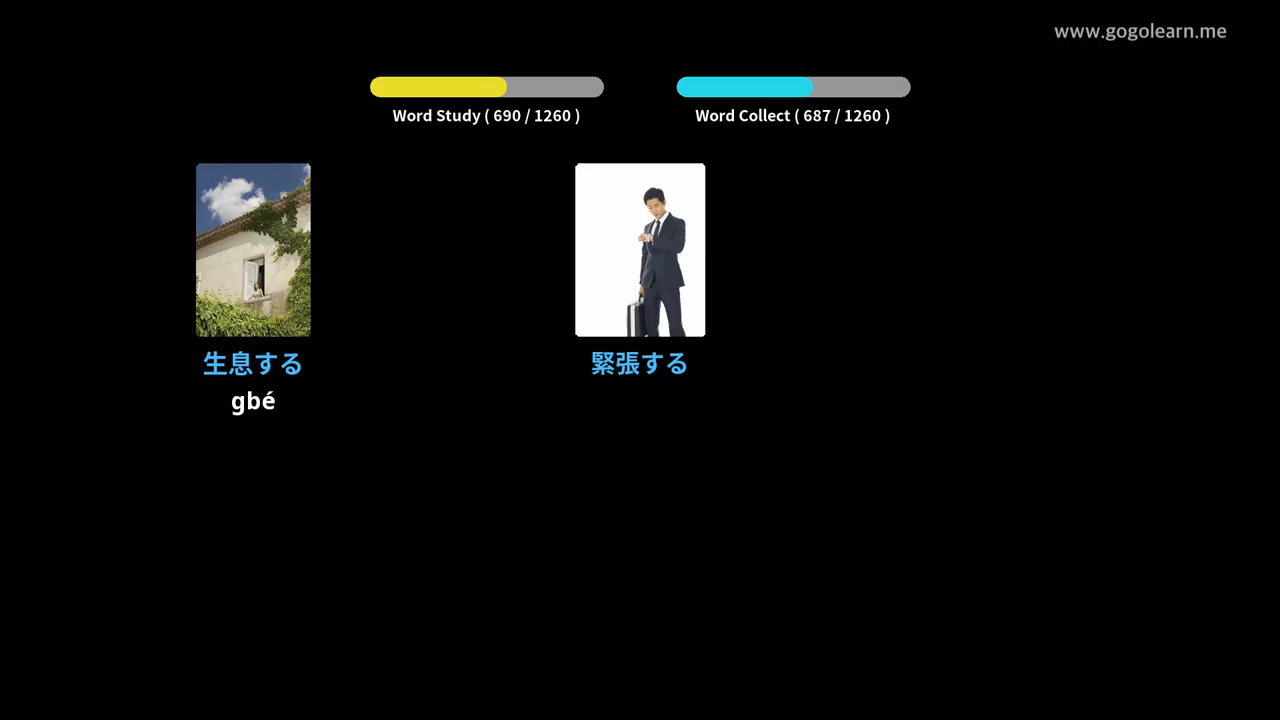 www.gogolearn.me
Word Study ( 690 / 1260 )
Word Collect ( 687 / 1260 )
生息する
gbé
緊張する